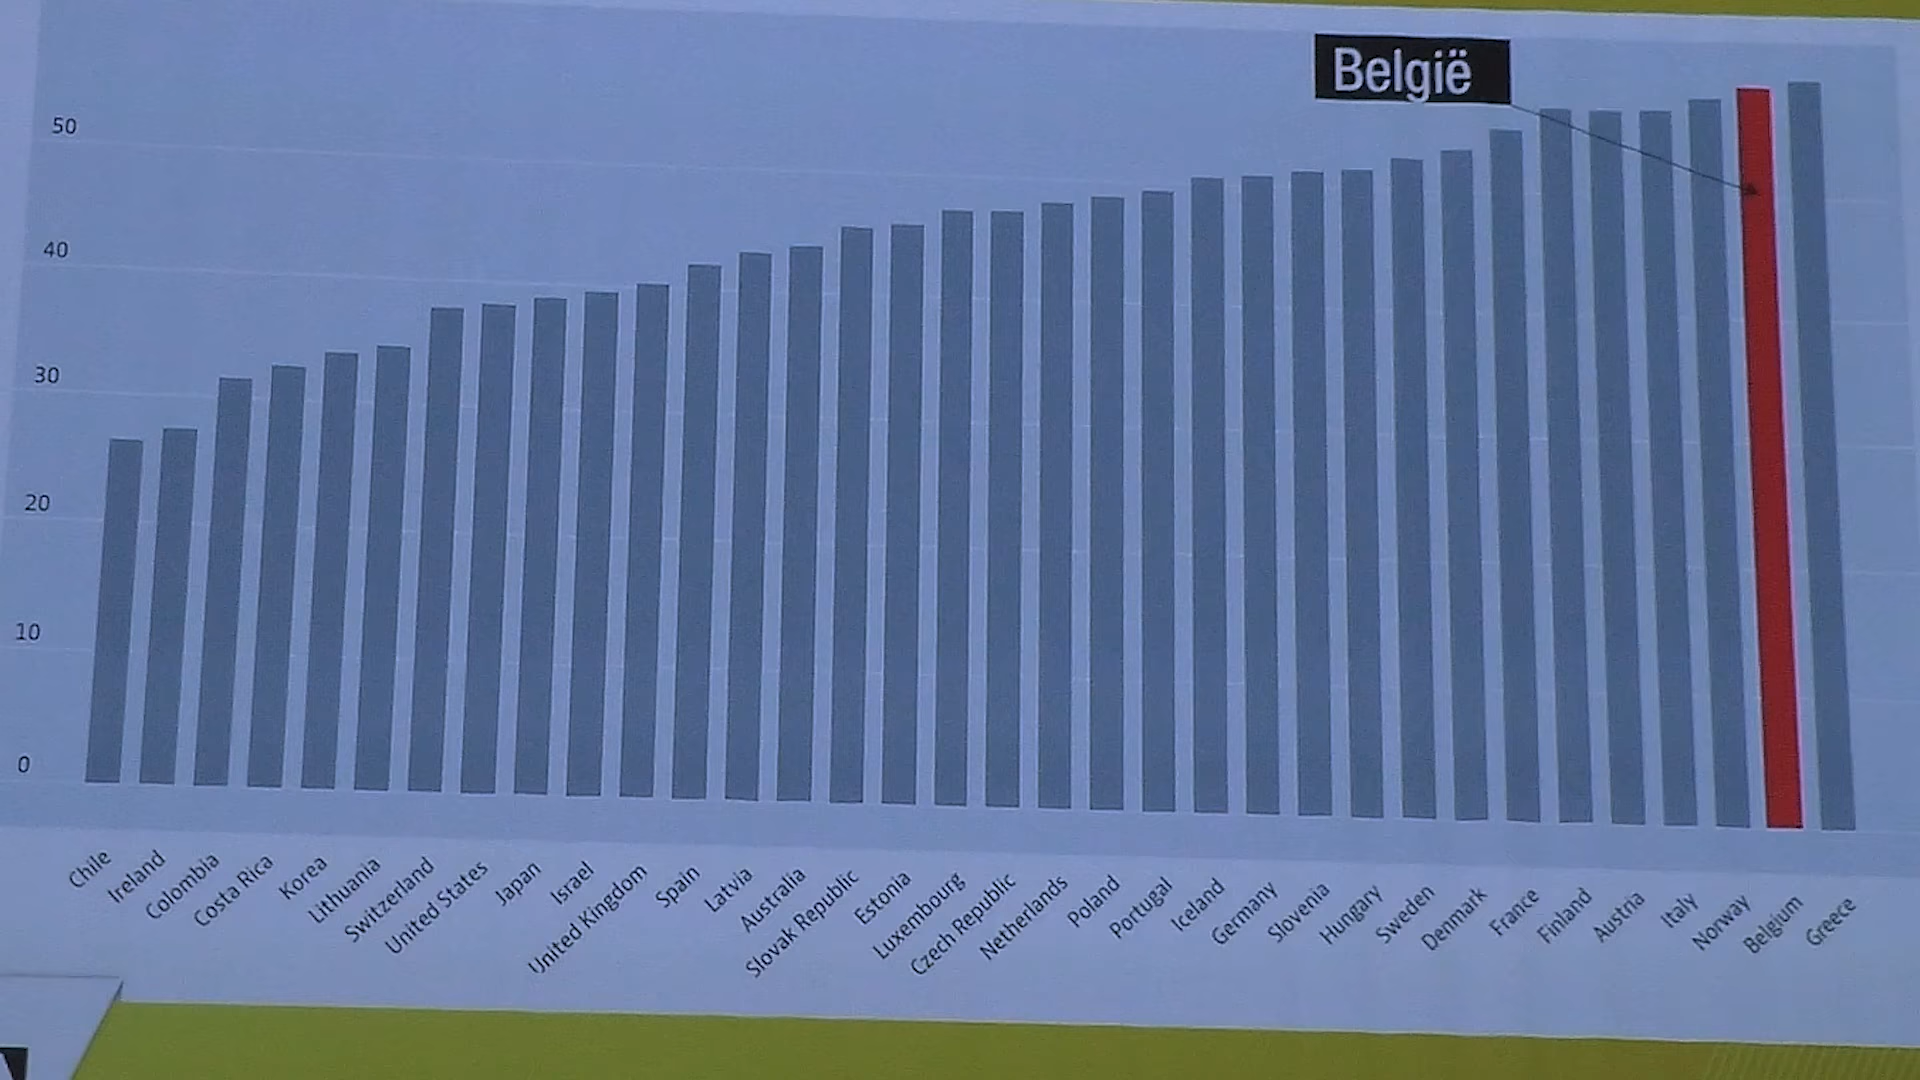 België
50
40
30
20
10
0
Chile
Ireland
Colombia
Costa Rica
Korea
Lithuania
Switzerland
United States
Japan
Israel
United Kingdom
Spain
Latvia
Australia
Slovak Republic
Estonia
Luxembourg
Czech Republic
Netherlands
Poland
Portugal
Iceland
Germany
Slovenia
Hungary
Sweden
Denmark
France
Finland
Austria
Italy
Norway
Belgium
Greece